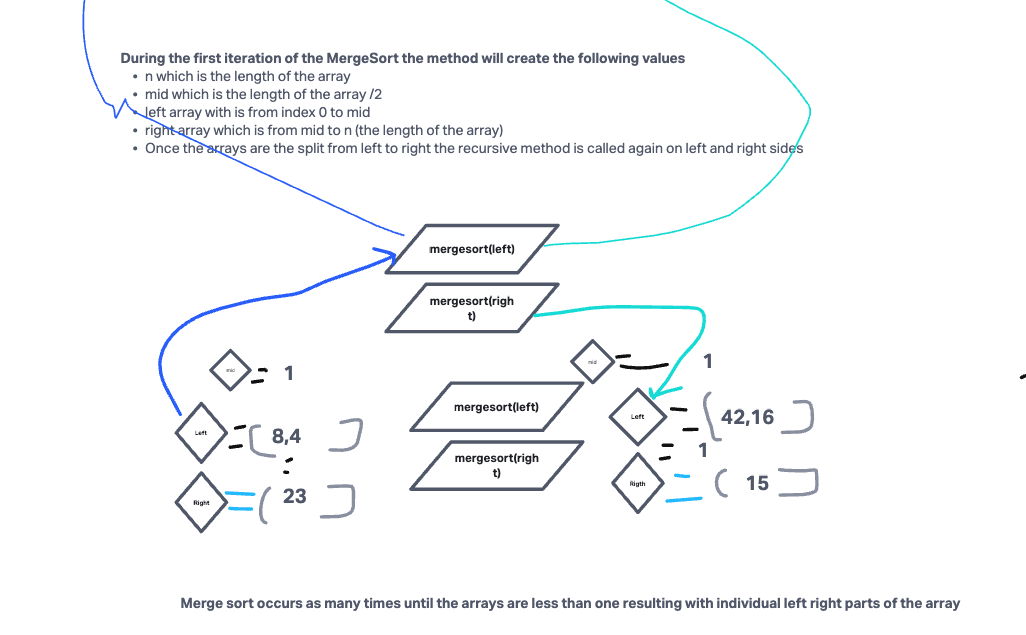 During the first iteration of the MergeSort the method will create the following values
• n which is the length of the array
• mid which is the length of the array /2
• left array with is from index 0 to mid
• right array which is from mid to n (the length of the array)
• Once the arrays are the split from left to right the recursive method is called again on left and right sides
mergesort(left)
mergesort(righ
t)
mid = 1
Left = ( 8,4 ]
Right = ( 23 ]
mergesort(left)
mergesort(righ
t)
mid = 1
Left = ( 42,16 ]
= 1
Rigth = ( 15 ]
Merge sort occurs as many times until the arrays are less than one resulting with individual left right parts of the array